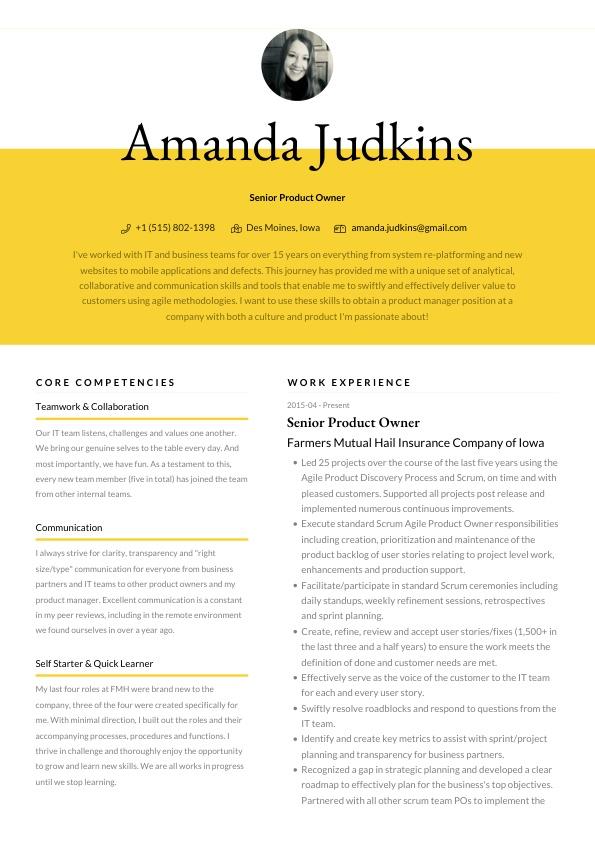 Amanda Judkins
Senior Product Owner
+1 (515) 802-1398 Des Moines, Iowa amanda.judkins@gmail.com
I've worked with IT and business teams for over 15 years on everything from system re-platforming and new
websites to mobile applications and defects. This journey has provided me with a unique set of analytical,
collaborative and communication skills and tools that enable me to swiftly and effectively deliver value to
customers using agile methodologies. I want to use these skills to obtain a product manager position at a
company with both a culture and product I'm passionate about!
CORE COMPETENCIES
Teamwork & Collaboration
Our IT team listens, challenges and values one another.
We bring our genuine selves to the table every day. And
most importantly, we have fun. As a testament to this,
every new team member (five in total) has joined the team
from other internal teams.
Communication
I always strive for clarity, transparency and "right
size/type" communication for everyone from business
partners and IT teams to other product owners and my
product manager. Excellent communication is a constant
in my peer reviews, including in the remote environment
we found ourselves in over a year ago.
Self Starter & Quick Learner
My last four roles at FMH were brand new to the
company, three of the four were created specifically for
me. With minimal direction, I built out the roles and their
accompanying processes, procedures and functions. I
thrive in challenge and thoroughly enjoy the opportunity
to grow and learn new skills. We are all works in progress
until we stop learning.
WORK EXPERIENCE
2015-04 - Present
Senior Product Owner
Farmers Mutual Hail Insurance Company of Iowa
• Led 25 projects over the course of the last five years using the
Agile Product Discovery Process and Scrum, on time and with
pleased customers. Supported all projects post release and
implemented numerous continuous improvements.
• Execute standard Scrum Agile Product Owner responsibilities
including creation, prioritization and maintenance of the
product backlog of user stories relating to project level work,
enhancements and production support.
• Facilitate/participate in standard Scrum ceremonies including
daily standups, weekly refinement sessions, retrospectives
and sprint planning.
• Create, refine, review and accept user stories/fixes (1,500+ in
the last three and a half years) to ensure the work meets the
definition of done and customer needs are met.
• Effectively serve as the voice of the customer to the IT team
for each and every user story.
• Swiftly resolve roadblocks and respond to questions from the
IT team.
• Identify and create key metrics to assist with sprint/project
planning and transparency for business partners.
• Recognized a gap in strategic planning and developed a clear
roadmap to effectively plan for the business's top objectives.
Partnered with all other scrum team POs to implement the